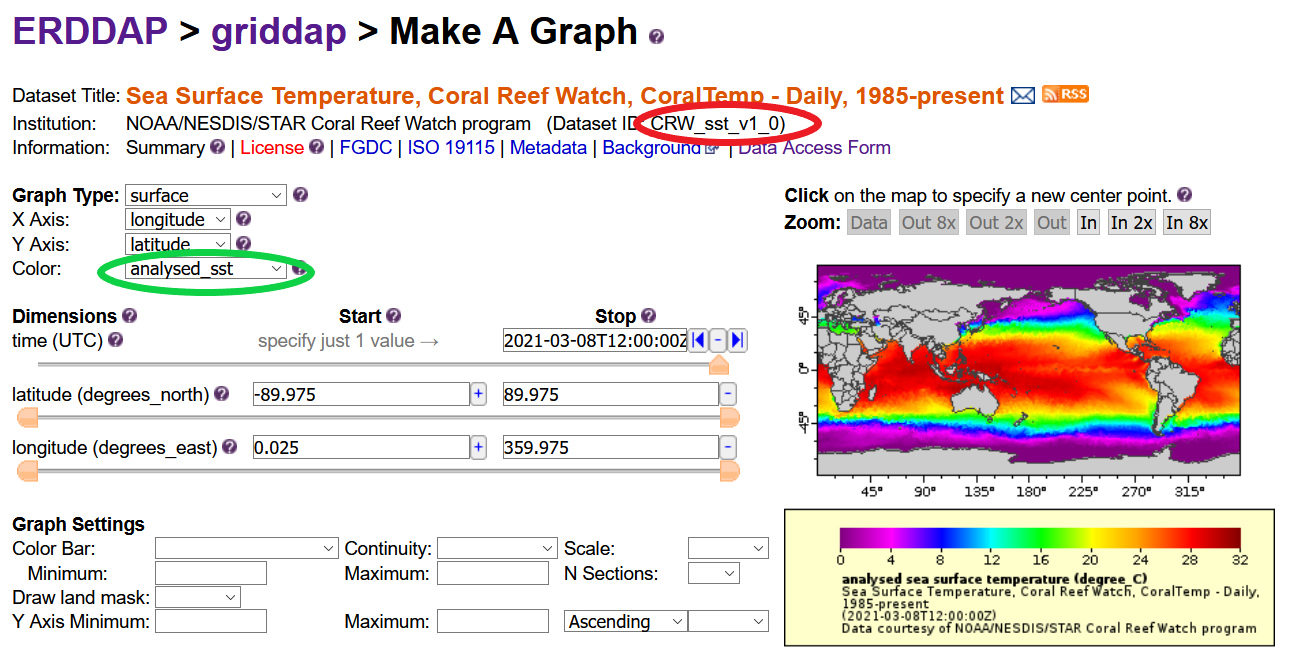 ERDDAP > griddap > Make A Graph ?
Dataset Title: Sea Surface Temperature, Coral Reef Watch, CoralTemp - Daily, 1985-present RSS
Institution: NOAA/NESDIS/STAR Coral Reef Watch program (Dataset ID: CRW_sst_v1_0)
Information: Summary ? | License ? | FGDC | ISO 19115 | Metadata | Background | Data Access Form
Graph Type: surface ?
X Axis: longitude ?
Y Axis: latitude ?
Color: analysed_sst ?
Click on the map to specify a new center point. ?
Zoom: Data Out 8x Out 2x Out In In 2x In 8x
Dimensions ? Start ? Stop ?
time (UTC) ? specify just 1 value → 2021-03-08T12:00:00Z -
latitude (degrees_north) ? -89.975 + 89.975 -
longitude (degrees_east) ? 0.025 + 359.975 -
45°
0°
-45°
45° 90° 135° 180° 225° 270° 315°
Graph Settings
Color Bar: Continuity: Scale:
Minimum: Maximum: N Sections:
Draw land mask:
Y Axis Minimum: Maximum: Ascending
0 4 8 12 16 20 24 28 32
analysed sea surface temperature (degree_C)
Sea Surface Temperature, Coral Reef Watch, CoralTemp - Daily,
1985-present
(2021-03-08T12:00:00Z)
Data courtesy of NOAA/NESDIS/STAR Coral Reef Watch program